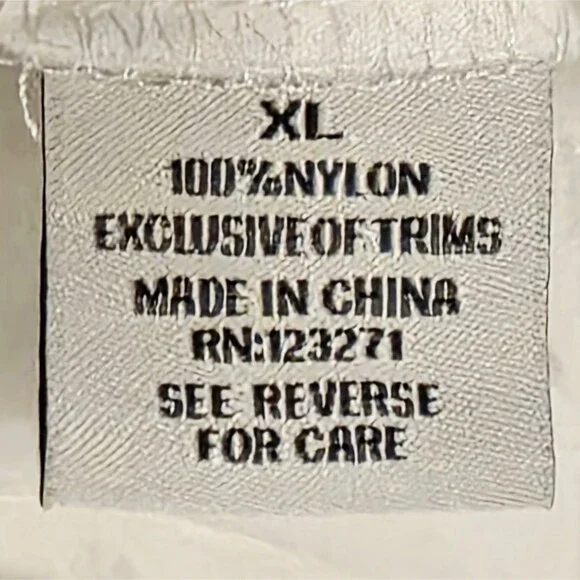 XL
100%NYLON
EXCLUSIVE OF TRIMS
MADE IN CHINA
RN:123271
SEE REVERSE
FOR CARE